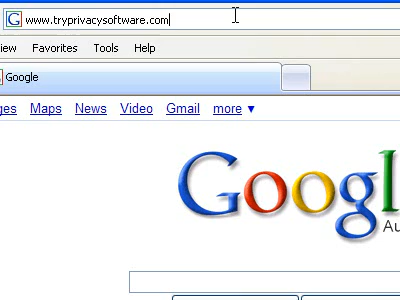 www.tryprivacysoftware.com
iew Favorites Tools Help
Google
ges Maps News Video Gmail more ▼
Googl
Au